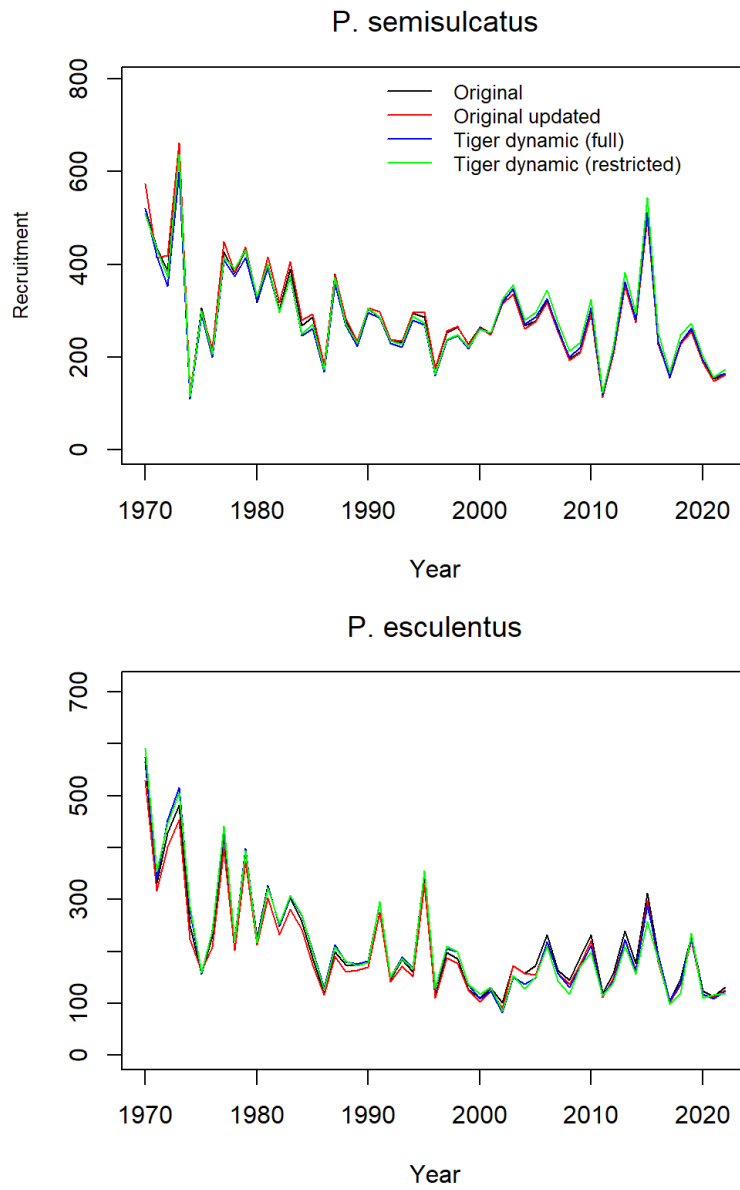 P. semisulcatus
800
600
400
200
0
Recruitment
Original
Original updated
Tiger dynamic (full)
Tiger dynamic (restricted)
1970 1980 1990 2000 2010 2020
Year
P. esculentus
700
500
300
100
0
1970 1980 1990 2000 2010 2020
Year